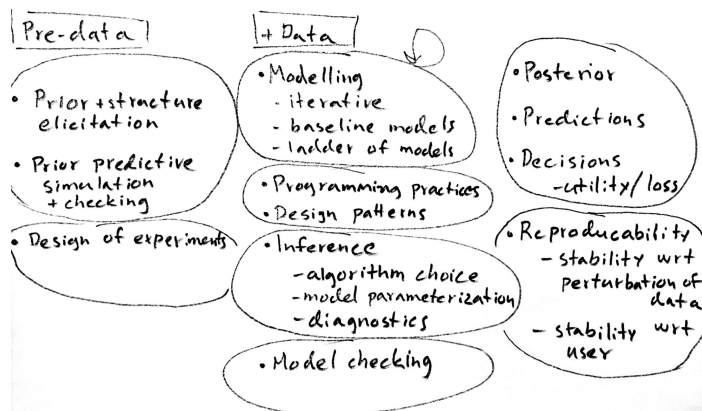 Pre-data
• Prior + structure
elicitation
• Prior predictive
simulation
+ checking
• Design of experiments
+ Data
• Modelling
- iterative
- baseline models
- ladder of models
• Programming practices
• Design patterns
• Inference
- algorithm choice
- model parameterization
- diagnostics
• Model checking
• Posterior
• Predictions
• Decisions
- utility/loss
• Reproducability
- stability wrt
perturbation of
data
- stability wrt
user